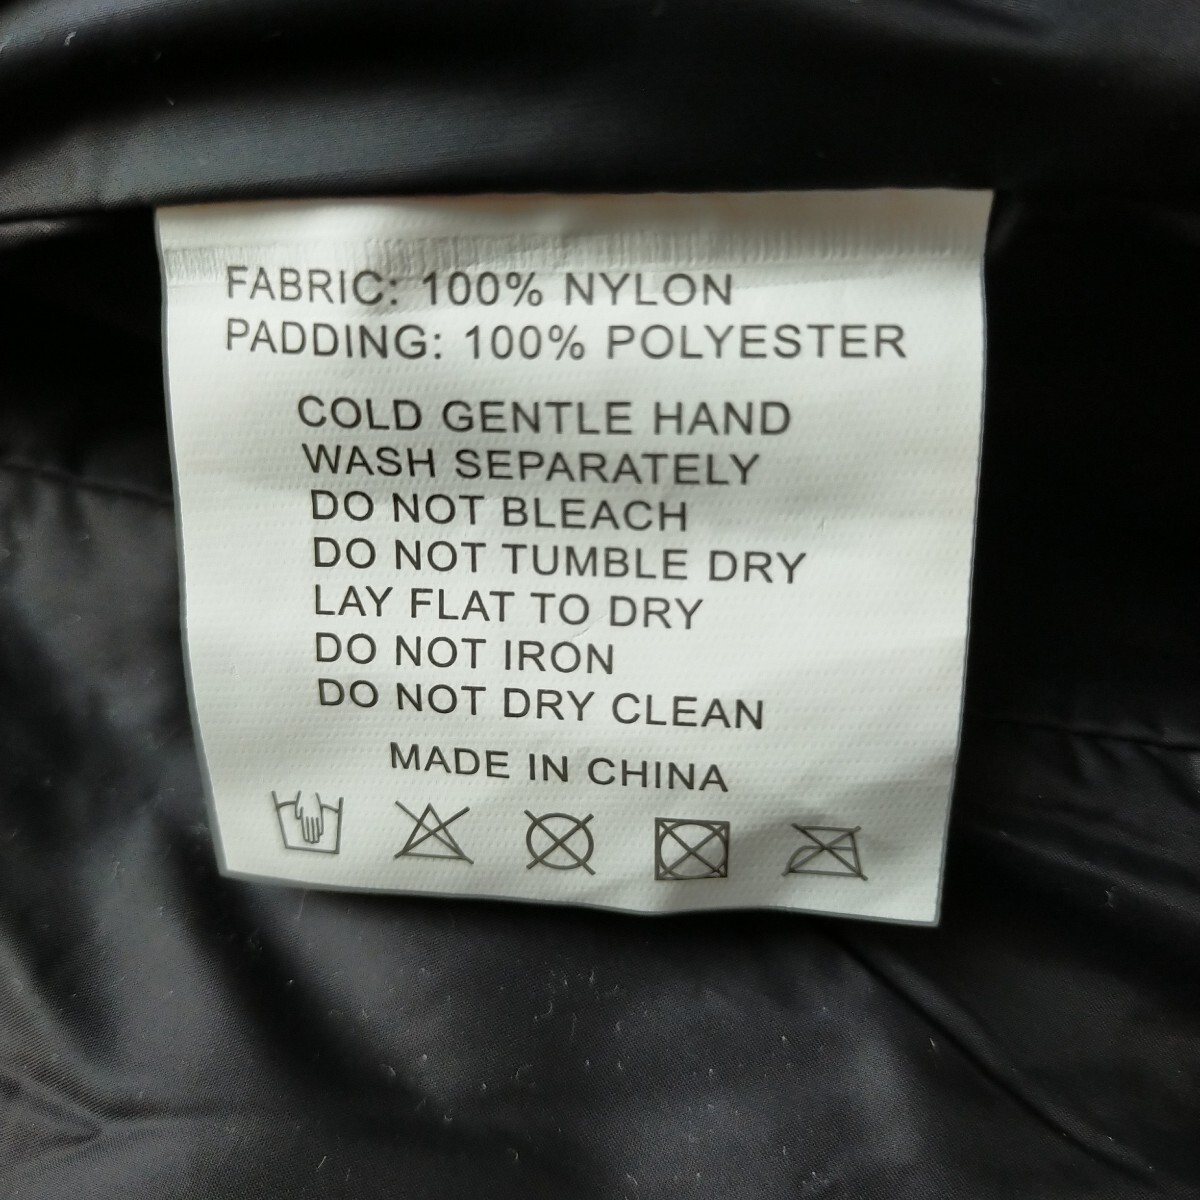 FABRIC: 100% NYLON
PADDING: 100% POLYESTER
COLD GENTLE HAND
WASH SEPARATELY
DO NOT BLEACH
DO NOT TUMBLE DRY
LAY FLAT TO DRY
DO NOT IRON
DO NOT DRY CLEAN
MADE IN CHINA